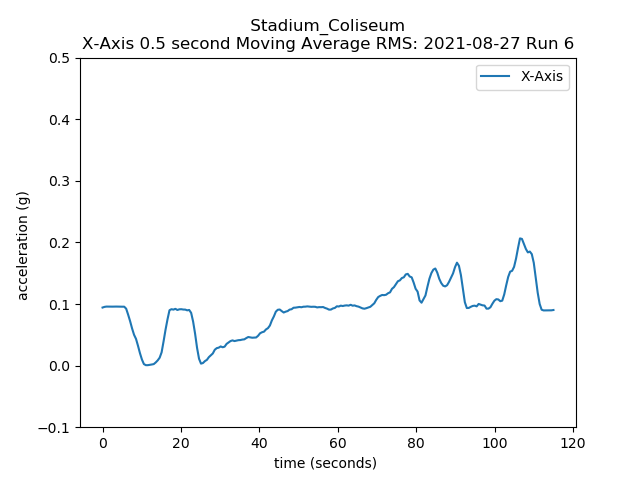 Stadium_Coliseum
X-Axis 0.5 second Moving Average RMS: 2021-08-27 Run 6
X-Axis
0.5
0.4
0.3
0.2
0.1
0.0
−0.1
acceleration (g)
0 20 40 60 80 100 120
time (seconds)